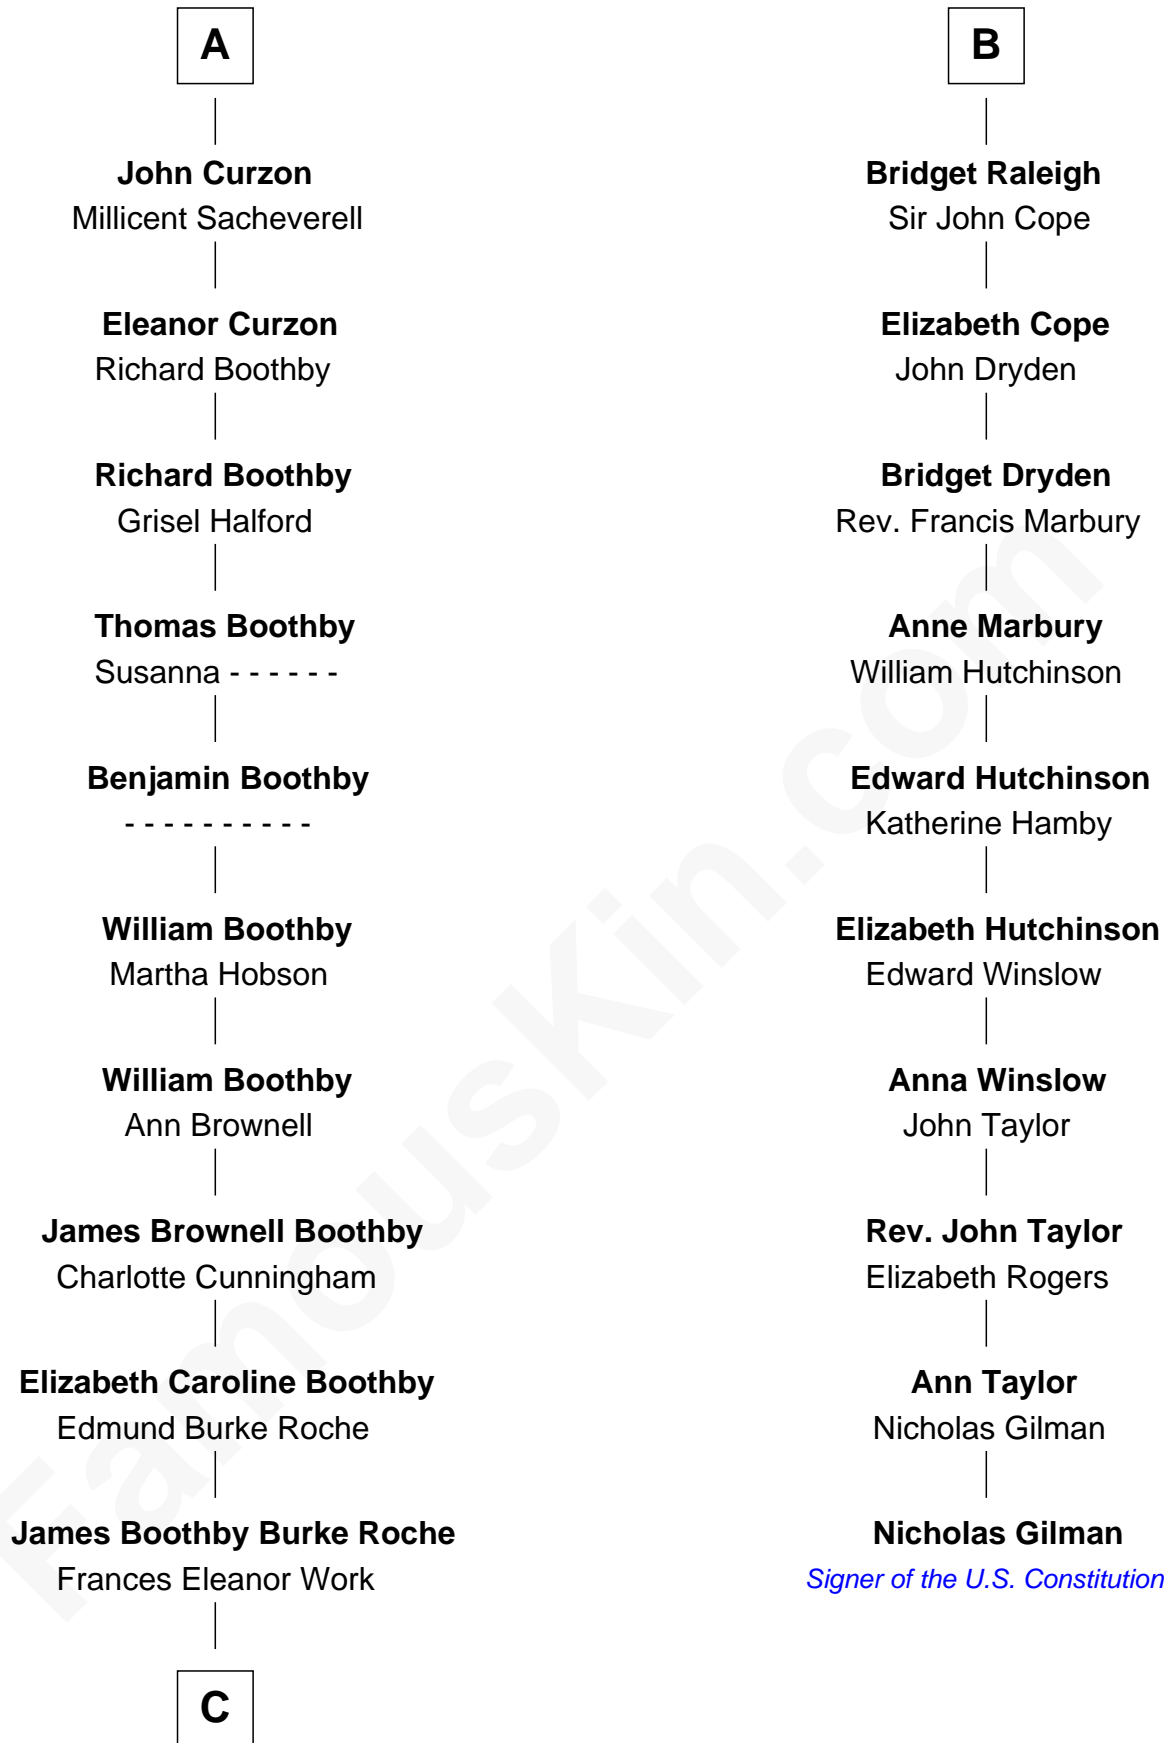 A
John Curzon
Millicent Sacheverell
Eleanor Curzon
Richard Boothby
Richard Boothby
Grisel Halford
Thomas Boothby
Susanna - - - - - -
Benjamin Boothby
- - - - - - - - - -
William Boothby
Martha Hobson
William Boothby
Ann Brownell
James Brownell Boothby
Charlotte Cunningham
Elizabeth Caroline Boothby
Edmund Burke Roche
James Boothby Burke Roche
Frances Eleanor Work
C
B
Bridget Raleigh
Sir John Cope
Elizabeth Cope
John Dryden
Bridget Dryden
Rev. Francis Marbury
Anne Marbury
William Hutchinson
Edward Hutchinson
Katherine Hamby
Elizabeth Hutchinson
Edward Winslow
Anna Winslow
John Taylor
Rev. John Taylor
Elizabeth Rogers
Ann Taylor
Nicholas Gilman
Nicholas Gilman
Signer of the U.S. Constitution
FamousKin.com